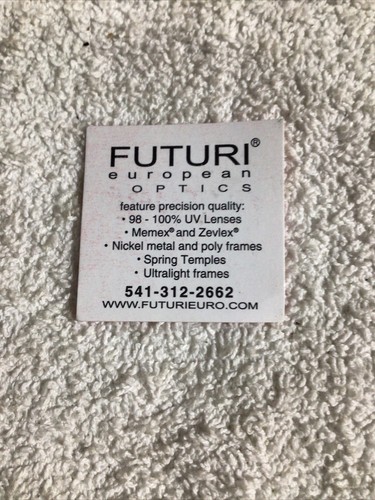 FUTURI®
european
OPTICS
feature precision quality:
• 98 - 100% UV Lenses
• Memex® and Zevlex®
• Nickel metal and poly frames
• Spring Temples
• Ultralight frames
541-312-2662
WWW.FUTURIEURO.COM